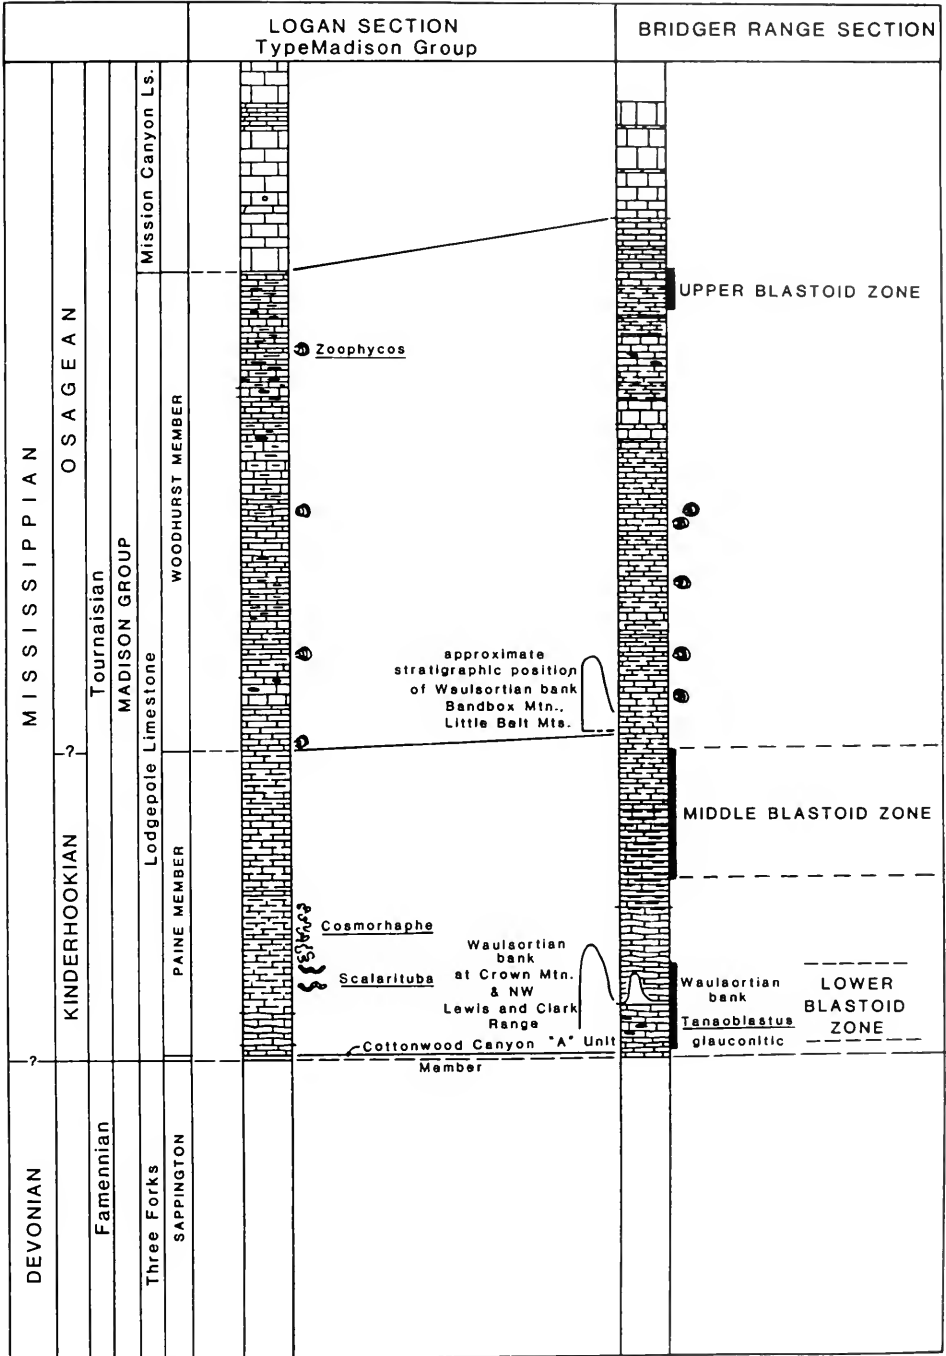 LOGAN SECTION
TypeMadison Group
BRIDGER RANGE SECTION
MISSISSIPPIAN
DEVONIAN
OSAGEAN
-?-
KINDERHOOKIAN
-?-
Tournaisian
Famennian
MADISON GROUP
Mission Canyon Ls.
Lodgepole Limestone
Three Forks
WOODHURST MEMBER
PAINE MEMBER
SAPPINGTON
Zoophycos
UPPER BLASTOID ZONE
approximate
stratigraphic position
of Waulsortian bank
Bandbox Mtn.,
Little Belt Mts.
MIDDLE BLASTOID ZONE
Cosmorhaphe
Scalarituba
Waulsortian
bank
at Crown Mtn.
& NW
Lewis and Clark
Range
Waulsortian
bank
Tanaoblastus
glauconitic
LOWER
BLASTOID
ZONE
Cottonwood Canyon "A" Unit
Member